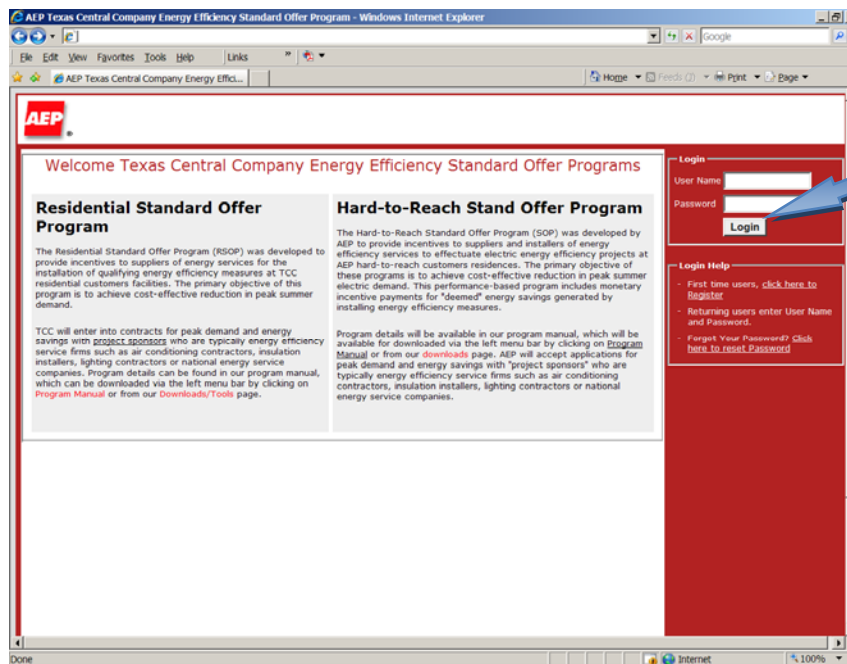 AEP Texas Central Company Energy Efficiency Standard Offer Program - Windows Internet Explorer
Google
File Edit View Favorites Tools Help Links »
AEP Texas Central Company Energy Effici...
Home Feeds (J) Print Page
AEP
Welcome Texas Central Company Energy Efficiency Standard Offer Programs
Residential Standard Offer
Program
The Residential Standard Offer Program (RSOP) was developed to
provide incentives to suppliers of energy services for the
installation of qualifying energy efficiency measures at TCC
residential customers facilities. The primary objective of this
program is to achieve cost-effective reduction in peak summer
demand.
TCC will enter into contracts for peak demand and energy
savings with project sponsors who are typically energy efficiency
service firms such as air conditioning contractors, insulation
installers, lighting contractors or national energy service
companies. Program details can be found in our program manual,
which can be downloaded via the left menu bar by clicking on
Program Manual or from our Downloads/Tools page.
Hard-to-Reach Stand Offer Program
The Hard-to-Reach Standard Offer Program (SOP) was developed by
AEP to provide incentives to suppliers and installers of energy
efficiency services to effectuate electric energy efficiency projects at
AEP hard-to-reach customers residences. The primary objective of
these programs is to achieve cost-effective reduction in peak summer
electric demand. This performance-based program includes monetary
incentive payments for "deemed" energy savings generated by
installing energy efficiency measures.
Program details will be available in our program manual, which will be
available for downloaded via the left menu bar by clicking on Program
Manual or from our downloads page. AEP will accept applications for
peak demand and energy savings with "project sponsors" who are
typically energy efficiency service firms such as air conditioning
contractors, insulation installers, lighting contractors or national
energy service companies.
Login
User Name
Password
Login
Login Help
- First time users, click here to
Register
- Returning users enter User Name
and Password.
- Forgot Your Password? Click
here to reset Password
Done
Internet
100%